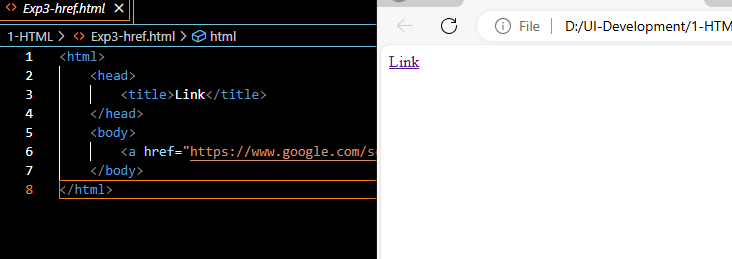 Exp3-href.html
1-HTML > Exp3-href.html > html
1 <html>
2 <head>
3 <title>Link</title>
4 </head>
5 <body>
6 <a href="https://www.google.com/s
7 </body>
8 </html>
File | D:/UI-Development/1-HTM
Link